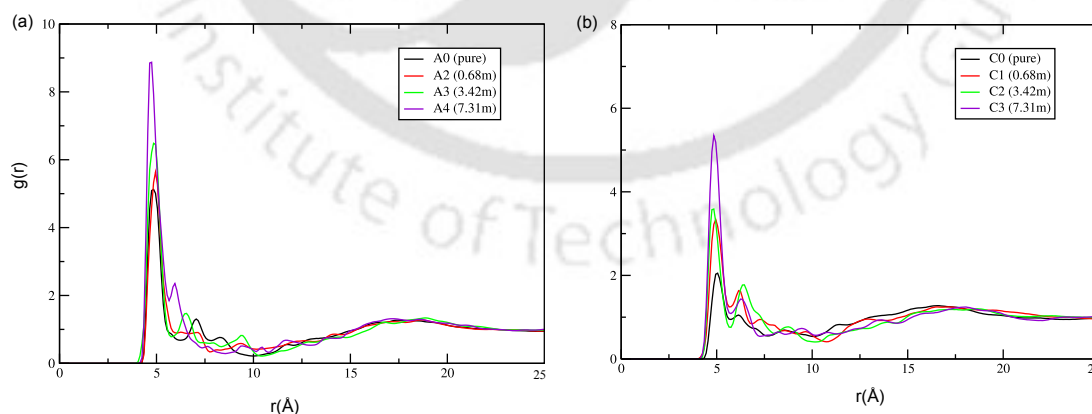 (a)
10
8
6
4
2
0
g(r)
A0 (pure)
A2 (0.68m)
A3 (3.42m)
A4 (7.31m)
0 5 10 15 20 25
r(Å)
(b)
8
6
4
2
0
C0 (pure)
C1 (0.68m)
C2 (3.42m)
C3 (7.31m)
0 5 10 15 20 25
r(Å)
Institute of Technology